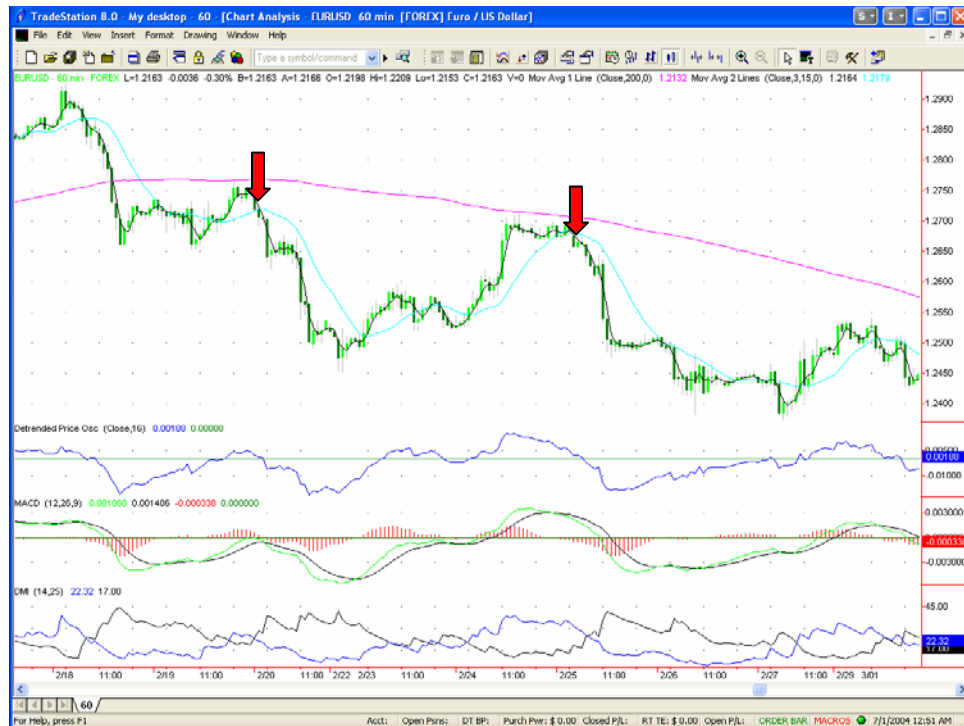 TradeStation 8.0 - My desktop - 60 - [Chart Analysis - EURUSD 60 min [FOREX] Euro / US Dollar]
File Edit View Insert Format Drawing Window Help
Type a symbol/command
EURUSD - 60 min FOREX L=1.2163 -0.0036 -0.30% B=1.2163 A=1.2166 O=1.2198 Hi=1.2209 Lo=1.2153 C=1.2163 V=0 Mov Avg 1 Line (Close,200,0) 1.2132 Mov Avg 2 Lines (Close,3,15,0) 1.2164 1.2179
1.2900
1.2850
1.2800
1.2750
1.2700
1.2650
1.2600
1.2550
1.2500
1.2450
1.2400
Detrended Price Osc (Close,16) 0.00188 0.00000
0.00188
-0.01000
MACD (12,26,9) 0.001068 0.001406 -0.000338 0.000000
0.003000
-0.000338
-0.003000
DMI (14,25) 22.32 17.00
45.00
22.32
17.00
2/18 11:00 2/19 11:00 2/20 11:00 2/22 2/23 11:00 2/24 11:00 2/25 11:00 2/26 11:00 2/27 11:00 2/29 3/01
60
For Help, press F1 Acct: Open Psns: DT BP: Purch Pwr: $ 0.00 Closed P/L: RT TE: $ 0.00 Open P/L: ORDER BAR MACROS 7/1/2004 12:51 AM